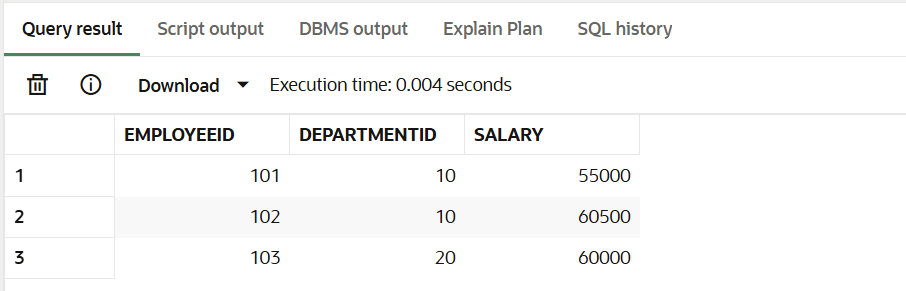 Query result Script output DBMS output Explain Plan SQL history
Download Execution time: 0.004 seconds
EMPLOYEEID DEPARTMENTID SALARY
1 101 10 55000
2 102 10 60500
3 103 20 60000